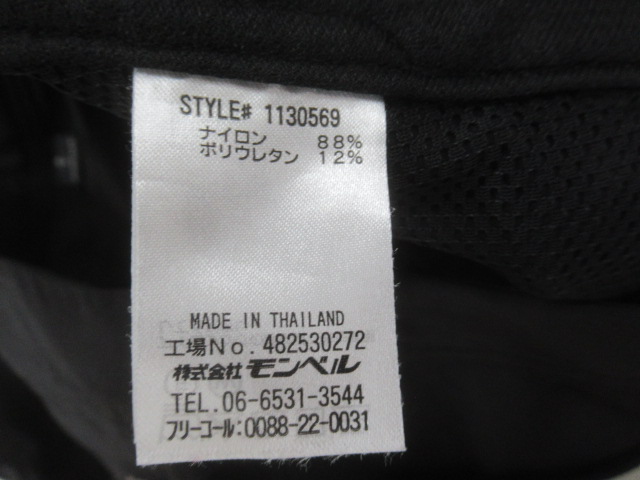 STYLE# 1130569
ナイロン 88%
ポリウレタン 12%
MADE IN THAILAND
工場No. 482530272
株式会社 モンベル
TEL. 06-6531-3544
フリーコール:0088-22-0031